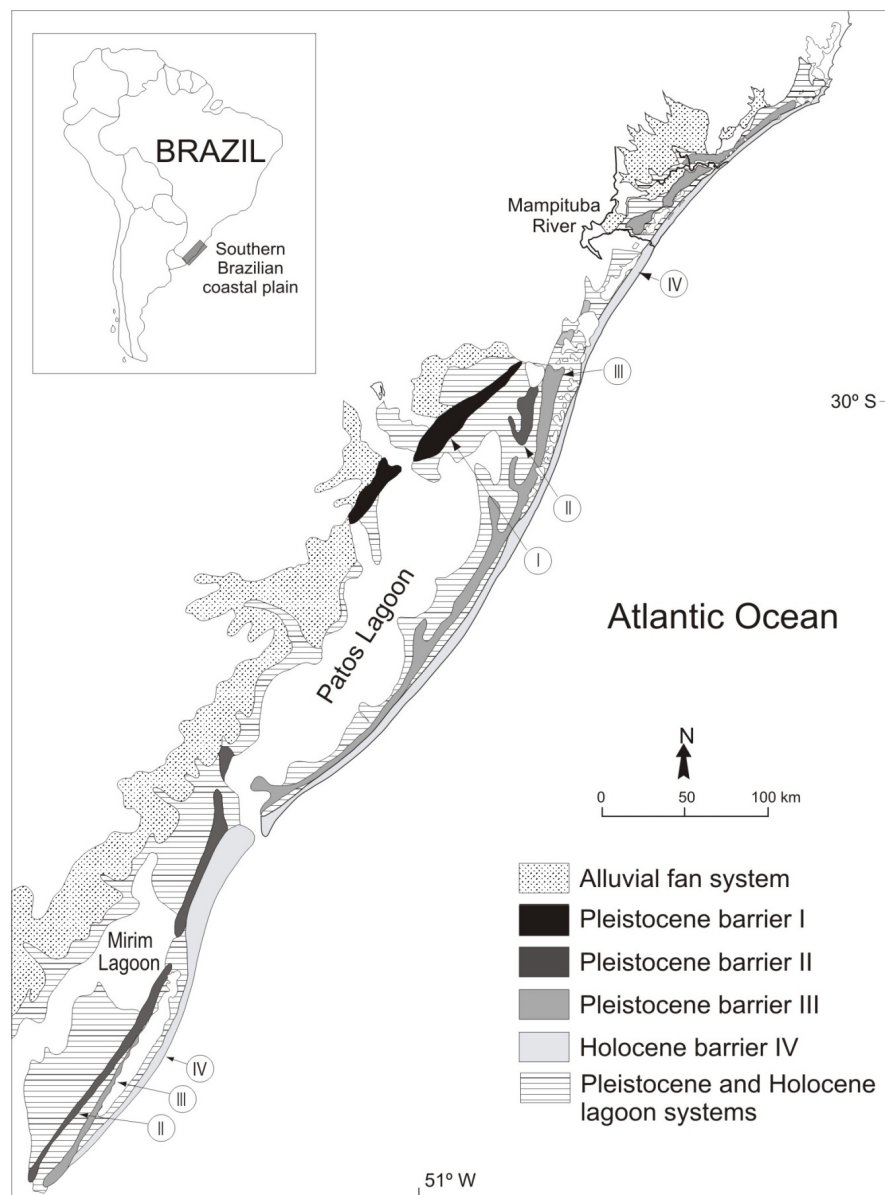 BRAZIL
Southern
Brazilian
coastal plain
Mampituba
River
IV
III
30º S
II
I
Patos Lagoon
Atlantic Ocean
N
0 50 100 km
Mirim
Lagoon
IV
III
II
51º W
Alluvial fan system
Pleistocene barrier I
Pleistocene barrier II
Pleistocene barrier III
Holocene barrier IV
Pleistocene and Holocene
lagoon systems